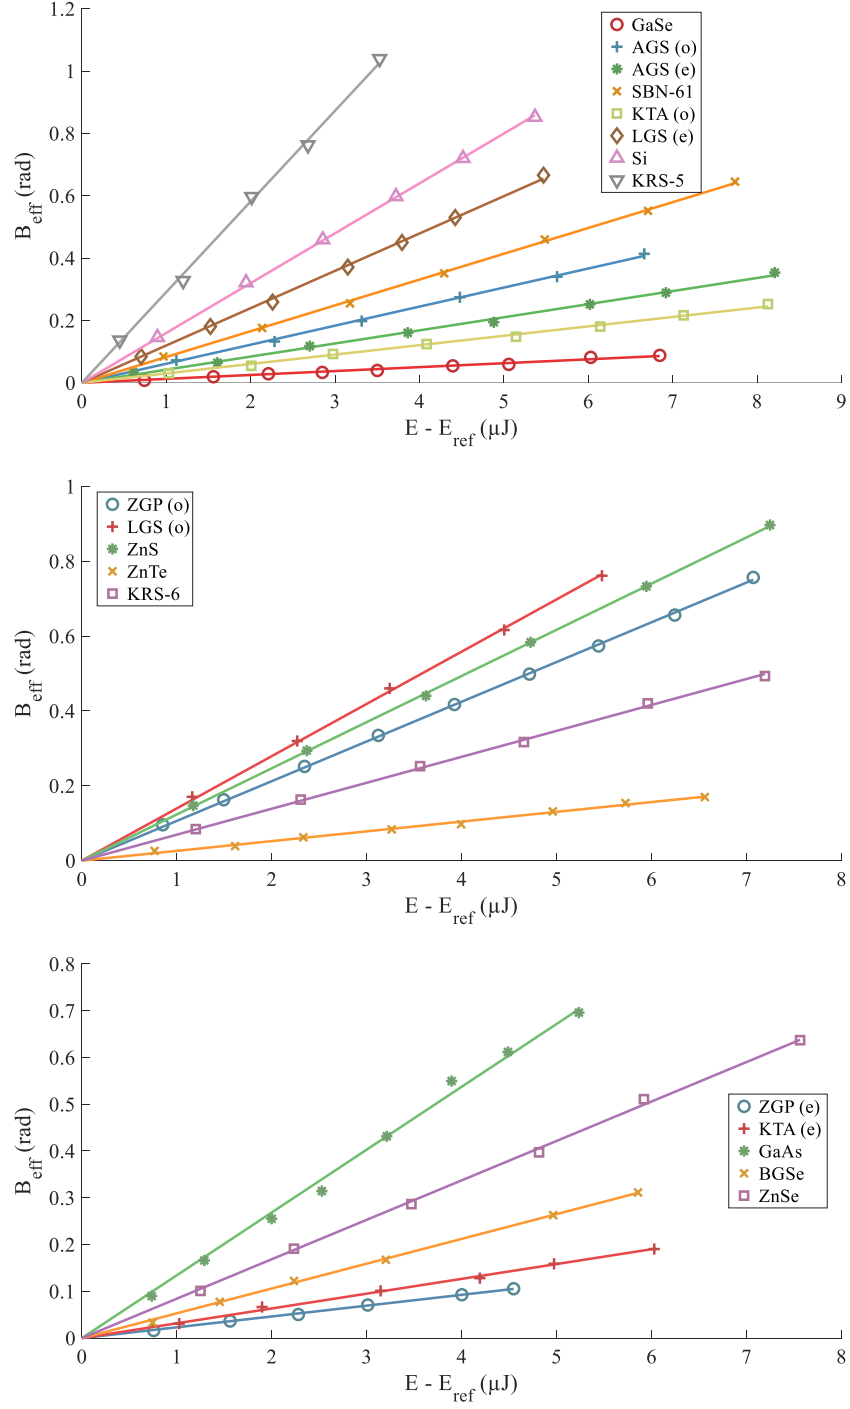 1.2
1
0.8
0.6
0.4
0.2
0
B_eff (rad)
GaSe
AGS (o)
AGS (e)
SBN-61
KTA (o)
LGS (e)
Si
KRS-5
0 1 2 3 4 5 6 7 8 9
E - E_ref (µJ)
1
0.8
0.6
0.4
0.2
0
B_eff (rad)
ZGP (o)
LGS (o)
ZnS
ZnTe
KRS-6
0 1 2 3 4 5 6 7 8
E - E_ref (µJ)
0.8
0.7
0.6
0.5
0.4
0.3
0.2
0.1
0
B_eff (rad)
ZGP (e)
KTA (e)
GaAs
BGSe
ZnSe
0 1 2 3 4 5 6 7 8
E - E_ref (µJ)